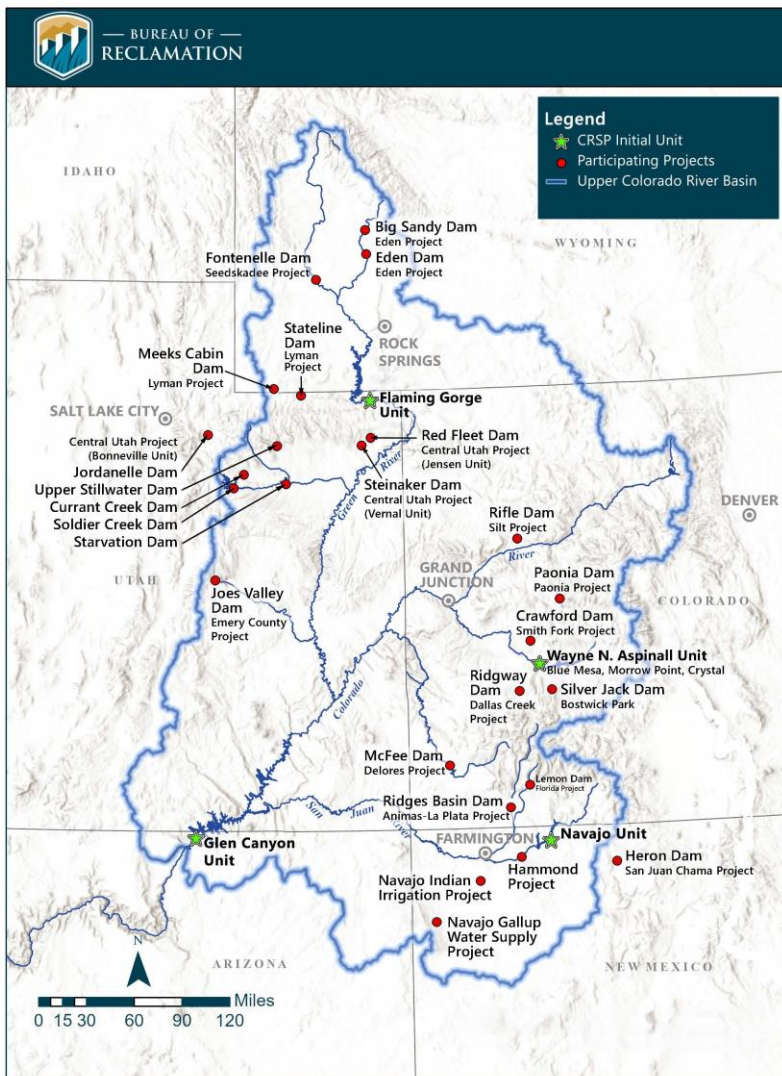 BUREAU OF
RECLAMATION
Legend
CRSP Initial Unit
Participating Projects
Upper Colorado River Basin
IDAHO
WYOMING
Big Sandy Dam
Eden Project
Eden Dam
Eden Project
Fontenelle Dam
Seedskadee Project
Stateline
Dam
Lyman
Project
ROCK
SPRINGS
Meeks Cabin
Dam
Lyman Project
Flaming Gorge
Unit
SALT LAKE CITY
Central Utah Project
(Bonneville Unit)
Jordanelle Dam
Upper Stillwater Dam
Currant Creek Dam
Soldier Creek Dam
Starvation Dam
Red Fleet Dam
Central Utah Project
(Jensen Unit)
Steinaker Dam
Central Utah Project
(Vernal Unit)
Green
River
DENVER
Rifle Dam
Silt Project
River
GRAND
JUNCTION
UTAH
Joes Valley
Dam
Emery County
Project
Paonia Dam
Paonia Project
COLORADO
Crawford Dam
Smith Fork Project
Wayne N. Aspinall Unit
Blue Mesa, Morrow Point, Crystal
Ridgway
Dam
Dallas Creek
Project
Silver Jack Dam
Bostwick Park
Colorado
McFee Dam
Delores Project
Lemon Dam
Florida Project
Ridges Basin Dam
Animas-La Plata Project
San
Juan
River
Glen Canyon
Unit
FARMINGTON
Navajo Unit
Hammond
Project
Heron Dam
San Juan Chama Project
Navajo Indian
Irrigation Project
Navajo Gallup
Water Supply
Project
N
ARIZONA
NEW MEXICO
Miles
0 15 30 60 90 120